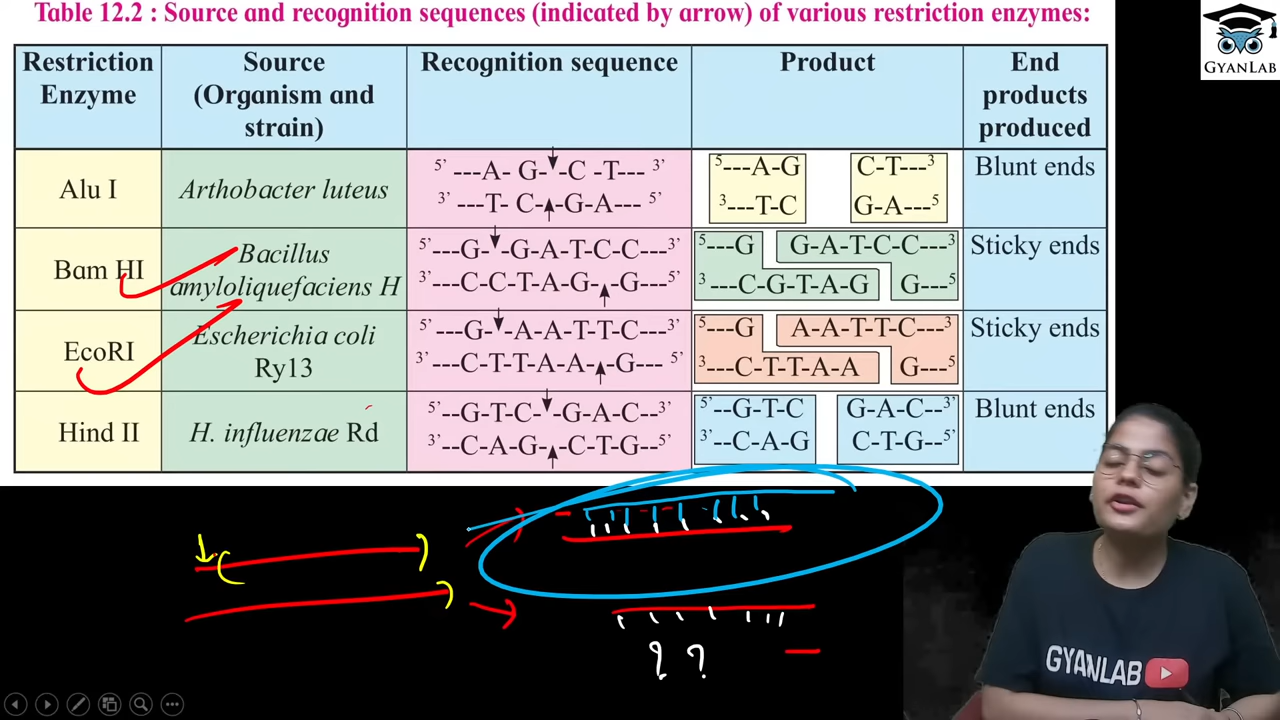 Table 12.2 : Source and recognition sequences (indicated by arrow) of various restriction enzymes:
GYANLAB
Restriction Enzyme
Source (Organism and strain)
Recognition sequence
Product
End products produced
Alu I
Arthobacter luteus
5' ---A- G- -C -T--- 3'
3' ---T- C- -G-A--- 5'
5---A-G
3---T-C
C-T---3
G-A---5
Blunt ends
Bam HI
Bacillus
amyloliquefaciens H
5'---G- -G-A-T-C-C---3'
3'---C-C-T-A-G- -G---5'
5---G
G-A-T-C-C---3
3---C-G-T-A-G
G---5
Sticky ends
EcoRI
Escherichia coli
Ry13
5' ---G- -A-A-T-T-C---3'
3'---C-T-T-A-A- -G--- 5'
5---G
A-A-T-T-C---3
3---C-T-T-A-A
G---5
Sticky ends
Hind II
H. influenzae Rd
5'--G-T-C- -G-A-C--3'
3'--C-A-G- -C-T-G--5'
5'--G-T-C
3'--C-A-G
G-A-C--3'
C-T-G--5'
Blunt ends
? ?
GYANLAB